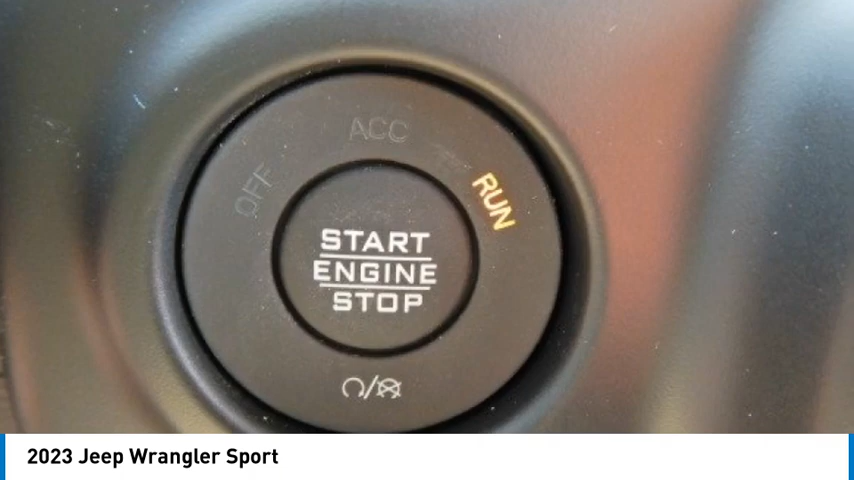 ACC
OFF
RUN
START
ENGINE
STOP
/
2023 Jeep Wrangler Sport